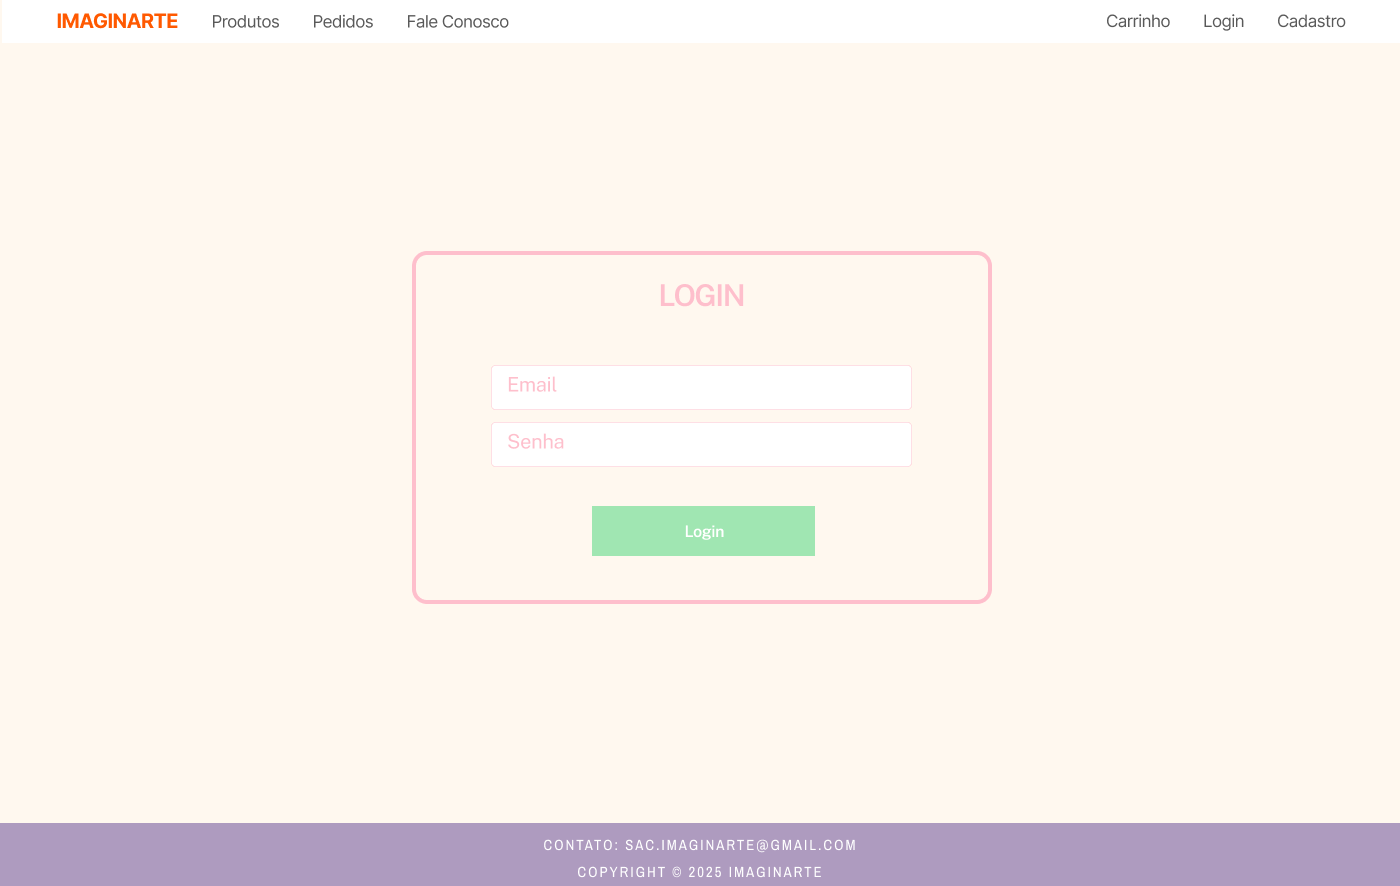 IMAGINARTE Produtos Pedidos Fale Conosco Carrinho Login Cadastro
LOGIN
Email
Senha
Login
CONTATO: SAC.IMAGINARTE@GMAIL.COM
COPYRIGHT © 2025 IMAGINARTE